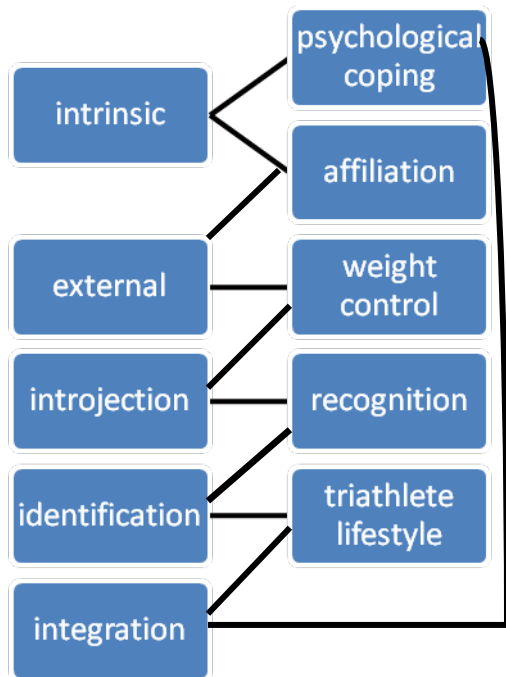 psychological
coping
intrinsic
affiliation
external
weight
control
introjection
recognition
identification
triathlete
lifestyle
integration